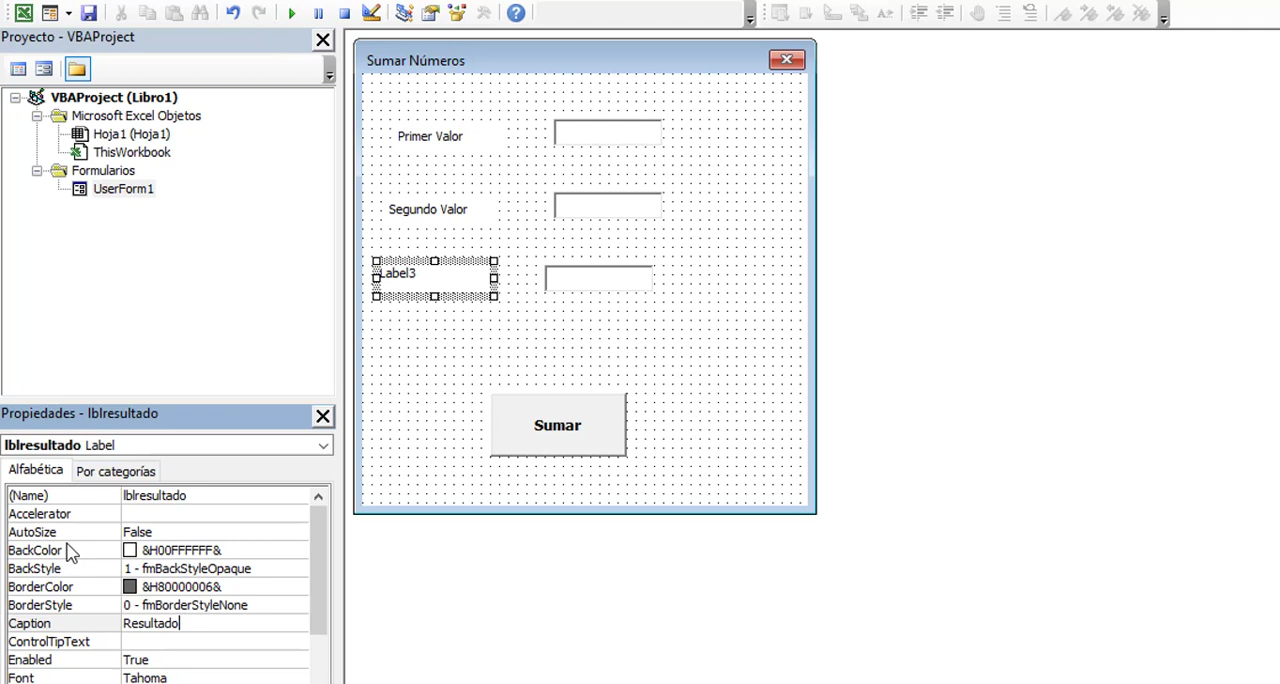 Proyecto - VBAProject
VBAProject (Libro1)
Microsoft Excel Objetos
Hoja1 (Hoja1)
ThisWorkbook
Formularios
UserForm1
Sumar Números
Primer Valor
Segundo Valor
Label3
Sumar
Propiedades - lblresultado
lblresultado Label
Alfabética Por categorías
(Name) lblresultado
Accelerator
AutoSize False
BackColor &H00FFFFFF&
BackStyle 1 - fmBackStyleOpaque
BorderColor &H80000006&
BorderStyle 0 - fmBorderStyleNone
Caption Resultado
ControlTipText
Enabled True
Font Tahoma